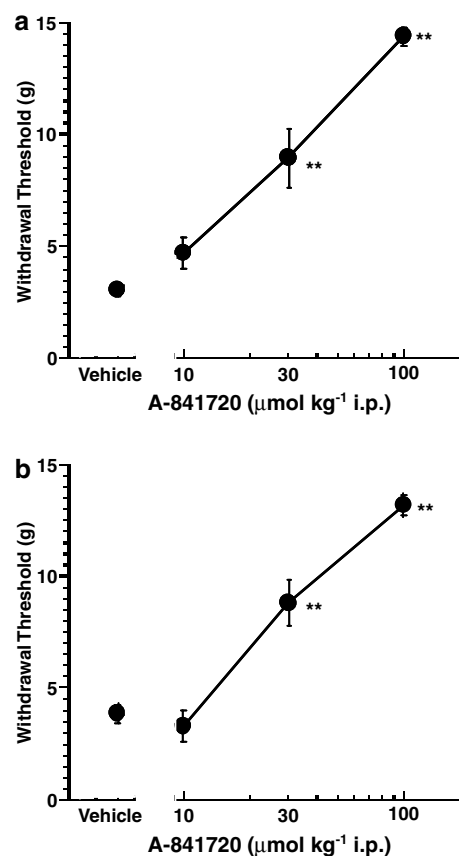 a
15
10
5
0
Withdrawal Threshold (g)
**
**
Vehicle 10 30 100
A-841720 (μmol kg⁻¹ i.p.)
b
15
10
5
0
Withdrawal Threshold (g)
**
**
Vehicle 10 30 100
A-841720 (μmol kg⁻¹ i.p.)